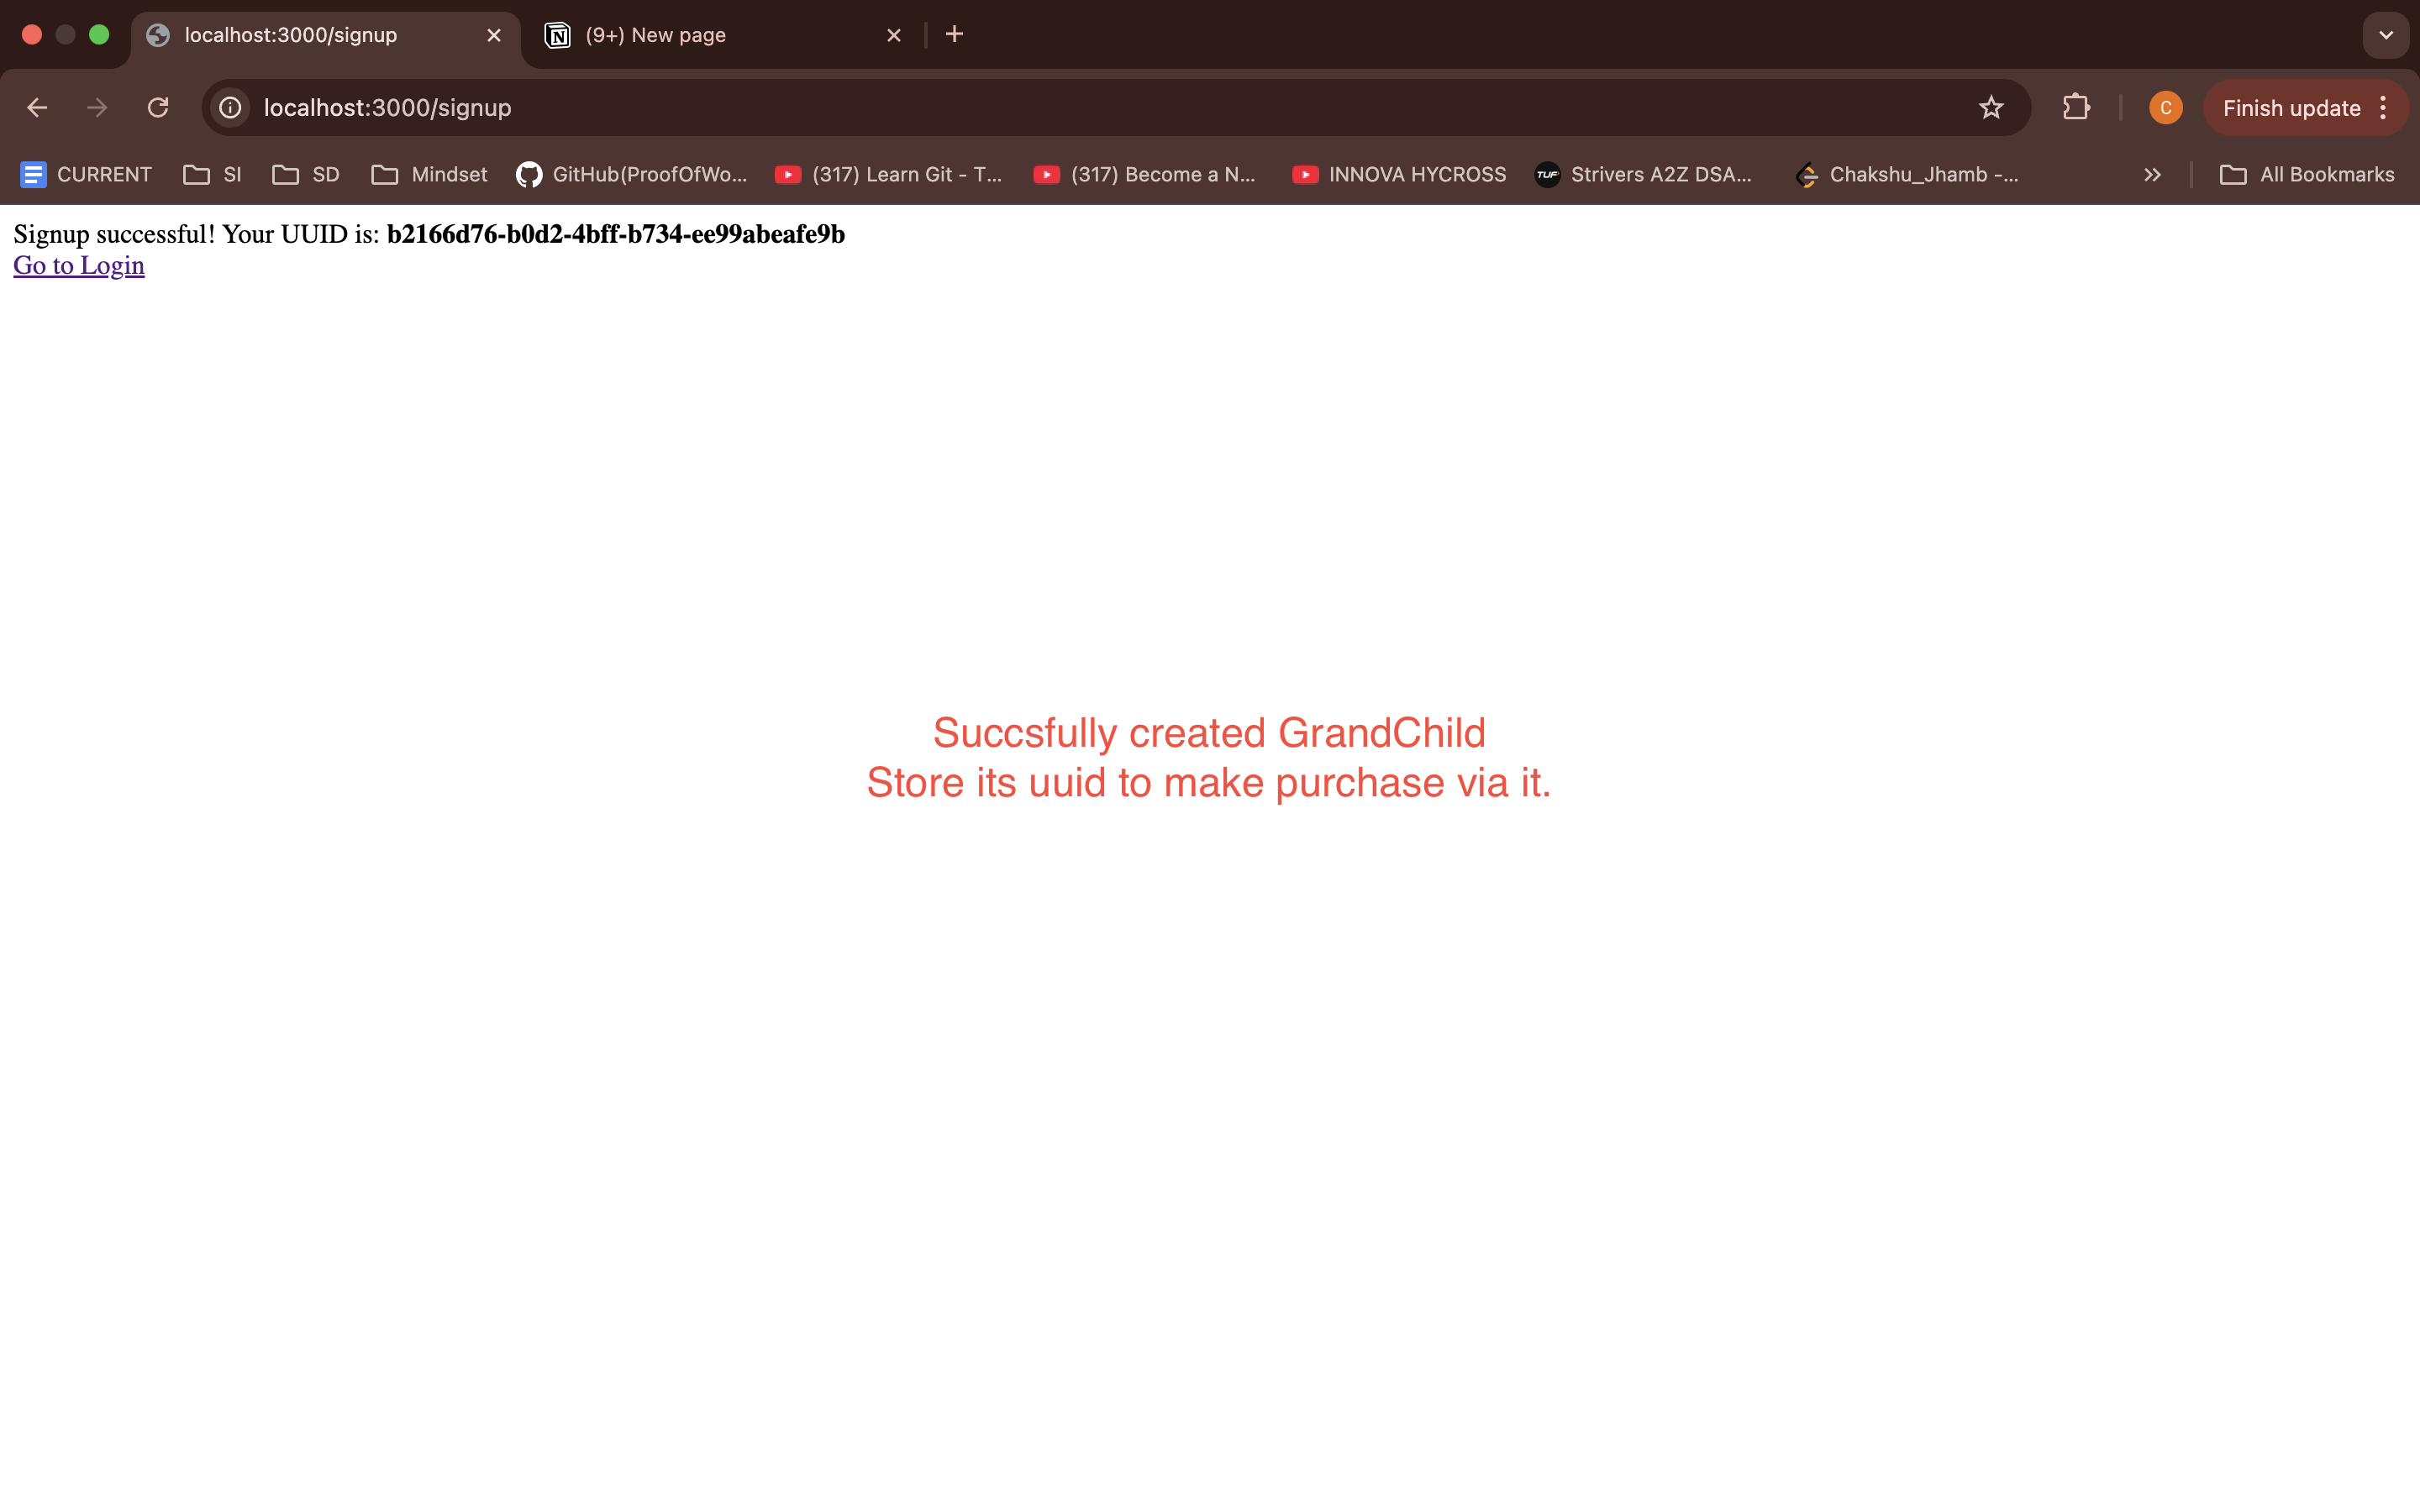 localhost:3000/signup
(9+) New page
localhost:3000/signup
C
Finish update
CURRENT
SI
SD
Mindset
GitHub(ProofOfWo...
(317) Learn Git - T...
(317) Become a N...
INNOVA HYCROSS
TUF
Strivers A2Z DSA...
Chakshu_Jhamb -...
All Bookmarks
Signup successful! Your UUID is: b2166d76-b0d2-4bff-b734-ee99abeafe9b
Go to Login
Succsfully created GrandChild
Store its uuid to make purchase via it.